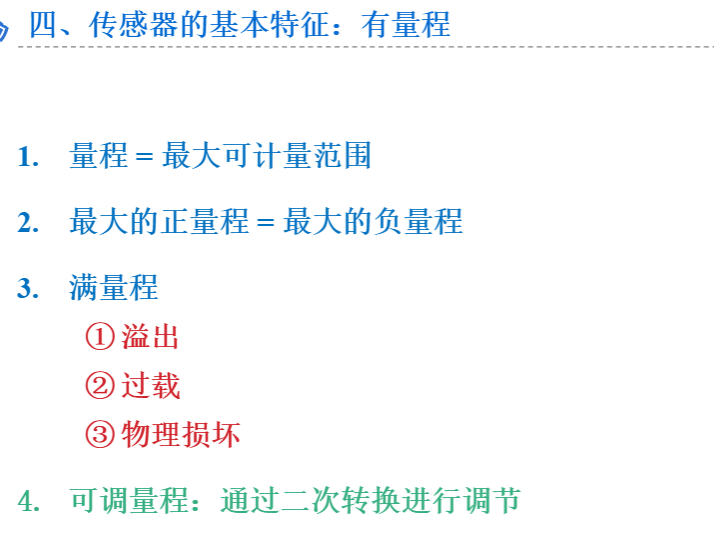 四、传感器的基本特征：有量程
1. 量程 = 最大可计量范围
2. 最大的正量程 = 最大的负量程
3. 满量程
① 溢出
② 过载
③ 物理损坏
4. 可调量程：通过二次转换进行调节